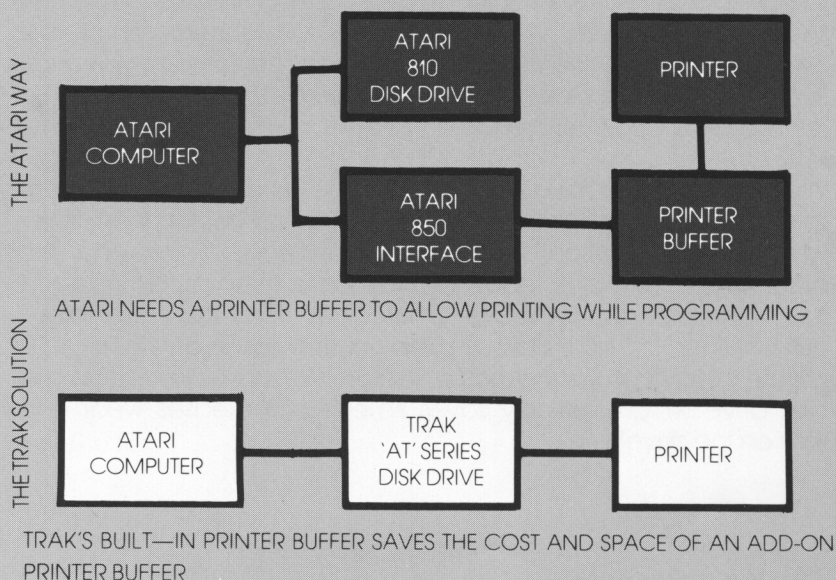 THE ATARI WAY
ATARI
COMPUTER
ATARI
810
DISK DRIVE
ATARI
850
INTERFACE
PRINTER
PRINTER
BUFFER
ATARI NEEDS A PRINTER BUFFER TO ALLOW PRINTING WHILE PROGRAMMING
THE TRAK SOLUTION
ATARI
COMPUTER
TRAK
'AT' SERIES
DISK DRIVE
PRINTER
TRAK'S BUILT—IN PRINTER BUFFER SAVES THE COST AND SPACE OF AN ADD-ON
PRINTER BUFFER